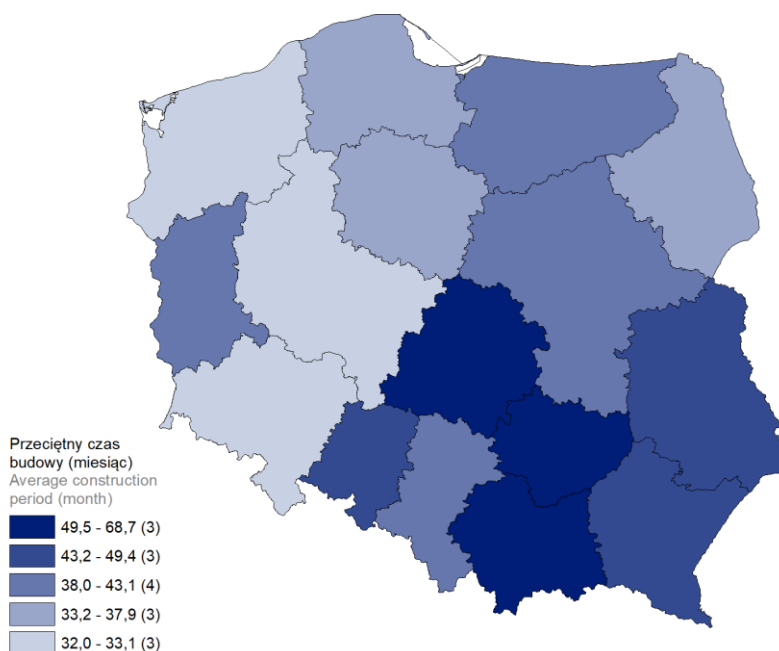 Przeciętny czas
budowy (miesiąc)
Average construction
period (month)
49,5 - 68,7 (3)
43,2 - 49,4 (3)
38,0 - 43,1 (4)
33,2 - 37,9 (3)
32,0 - 33,1 (3)